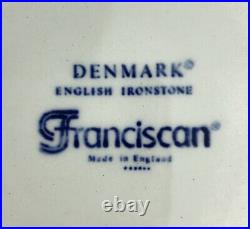 DENMARK©
ENGLISH IRONSTONE
Franciscan®
Made in England